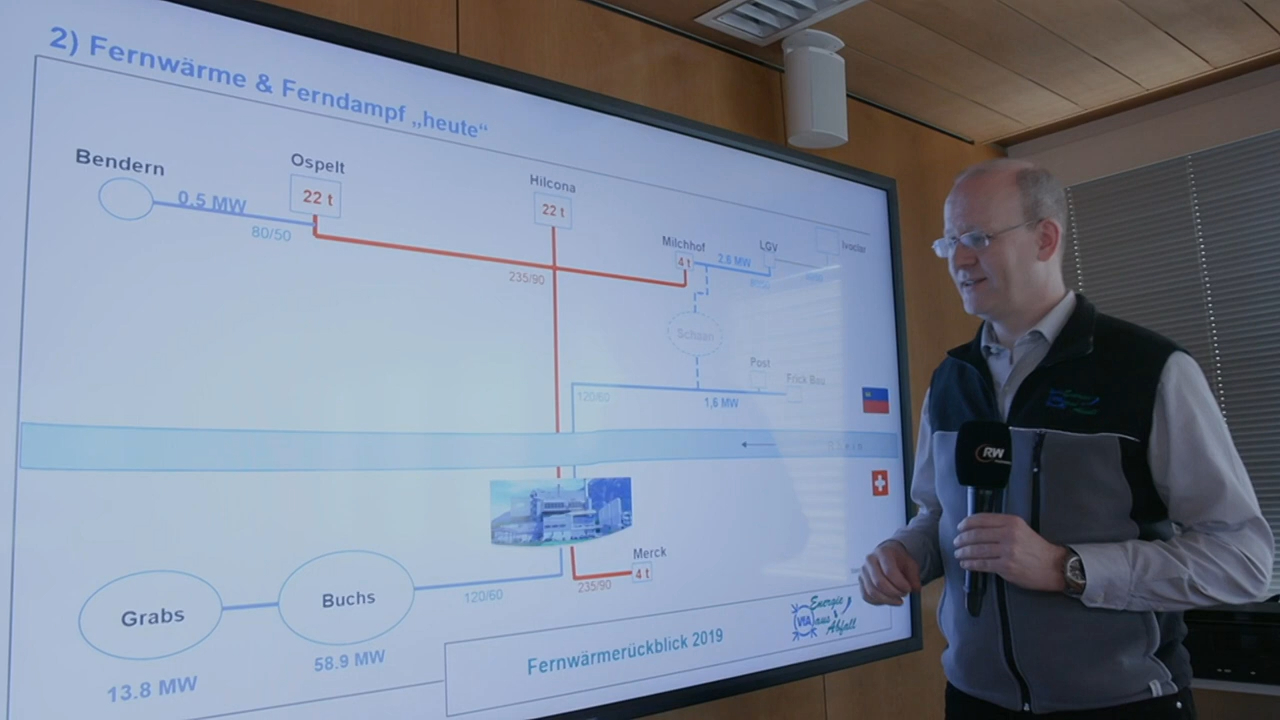 2) Fernwärme & Ferndampf „heute“
Bendern
0.5 MW
80/50
Ospelt
22 t
Hilcona
22 t
235/90
Milchhof
4 t
2.6 MW
LGV
Ivoclar
Schaan
Post
Frick Bau
120/60
1,6 MW
Merck
4 t
235/90
120/60
Grabs
Buchs
13.8 MW
58.9 MW
Fernwärmerückblick 2019
VfA
Energie
aus
Abfall
RW